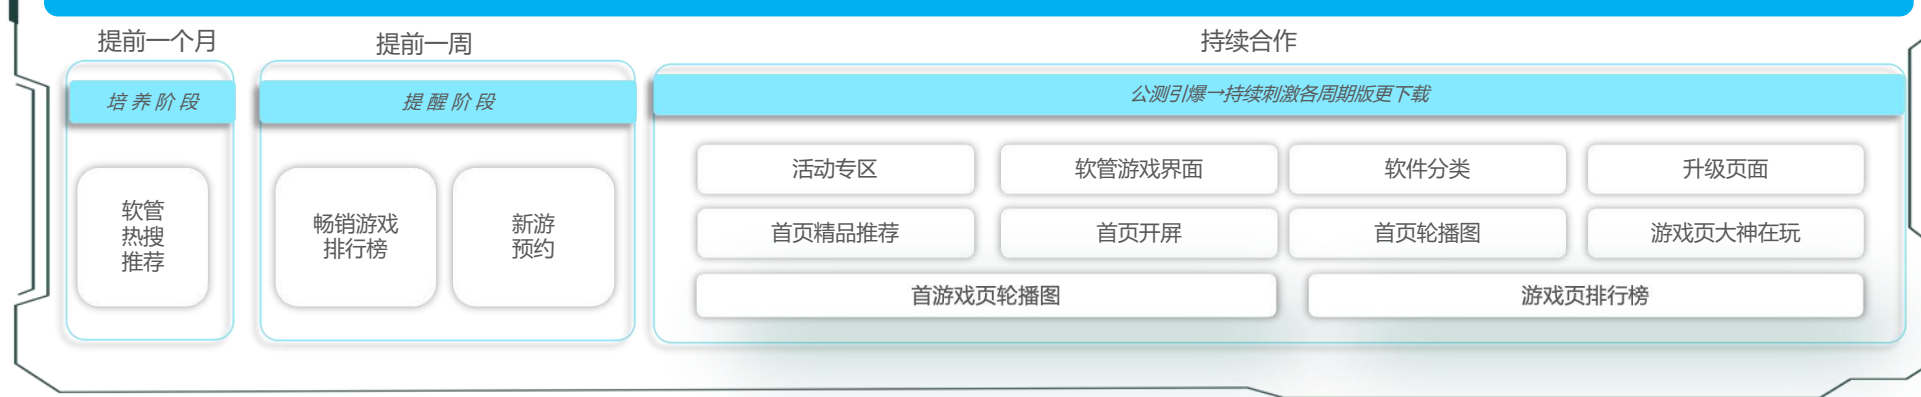 提前一个月
提前一周
持续合作
培养阶段
提醒阶段
公测引爆→持续刺激各周期版更下载
软管
热搜
推荐
畅销游戏
排行榜
新游
预约
活动专区
软管游戏界面
软件分类
升级页面
首页精品推荐
首页开屏
首页轮播图
游戏页大神在玩
首游戏页轮播图
游戏页排行榜